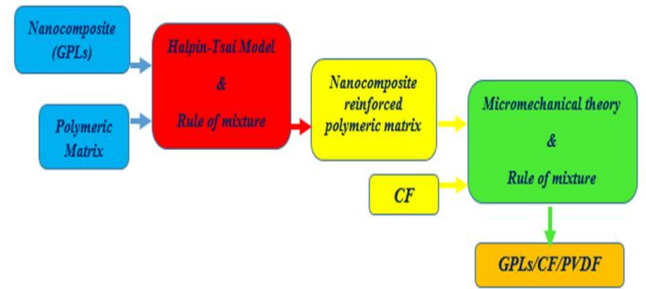 Nanocomposite
(GPLs)
Polymeric
Matrix
Halpin-Tsai Model
&
Rule of mixture
Nanocomposite
reinforced
polymeric matrix
CF
Micromechanical theory
&
Rule of mixture
GPLs/CF/PVDF